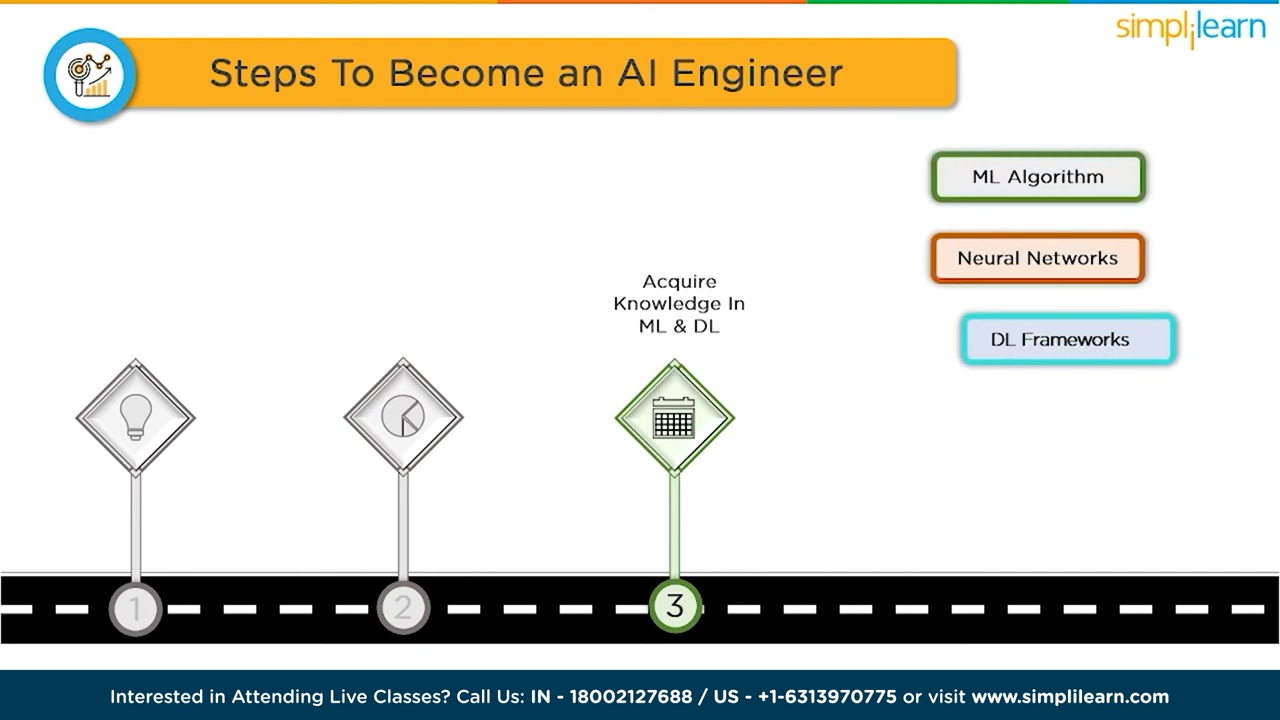 simplilearn
Steps To Become an AI Engineer
ML Algorithm
Neural Networks
DL Frameworks
Acquire
Knowledge In
ML & DL
1
2
3
Interested in Attending Live Classes? Call Us: IN - 18002127688 / US - +1-6313970775 or visit www.simplilearn.com